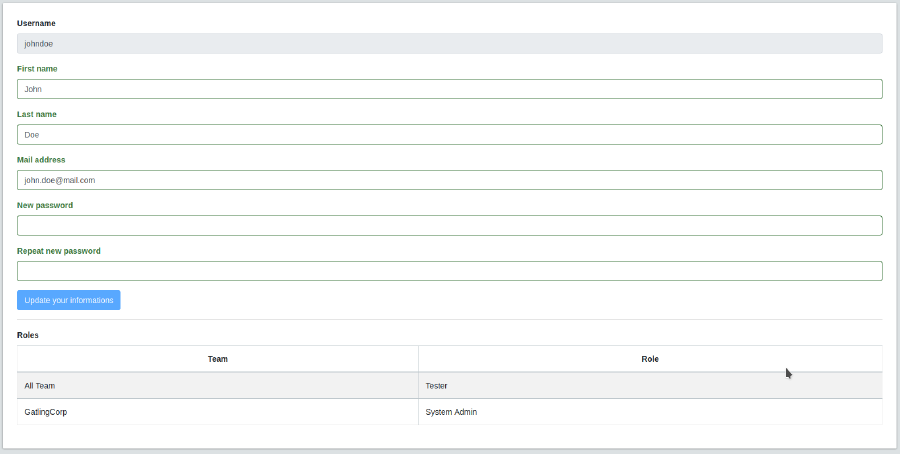 Username
johndoe
First name
John
Last name
Doe
Mail address
john.doe@mail.com
New password
Repeat new password
Update your informations
Roles
Team Role
All Team Tester
GatlingCorp System Admin